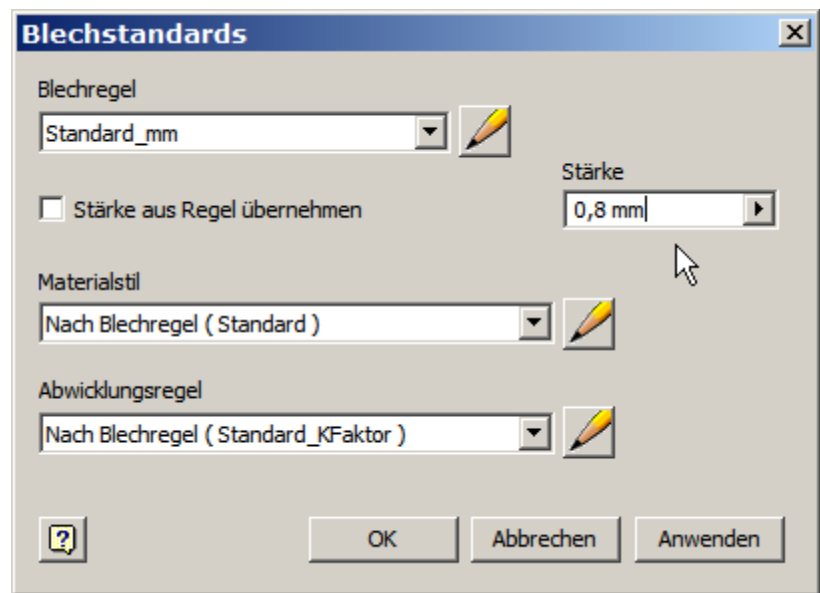 Blechstandards
Blechregel
Standard_mm
Stärke
Stärke aus Regel übernehmen
0,8 mm
Materialstil
Nach Blechregel ( Standard )
Abwicklungsregel
Nach Blechregel ( Standard_KFaktor )
OK Abbrechen Anwenden